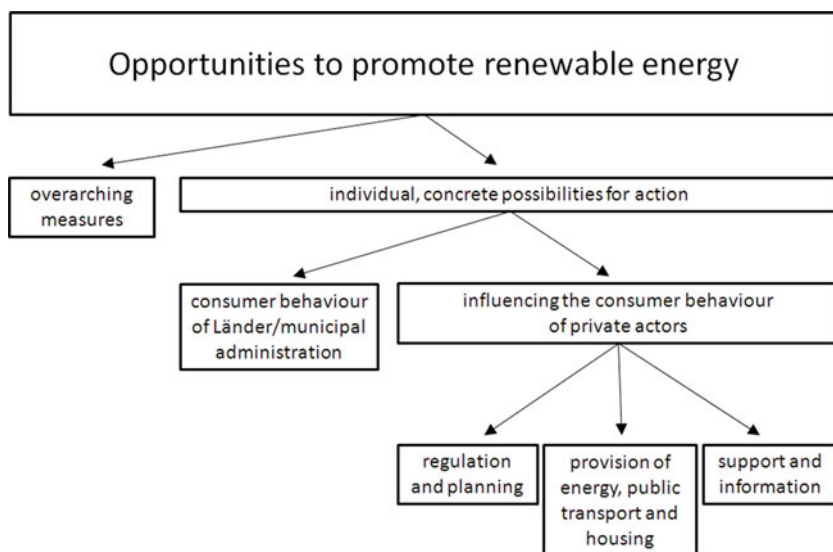 Opportunities to promote renewable energy
overarching
measures
individual, concrete possibilities for action
consumer behaviour
of Länder/municipal
administration
influencing the consumer behaviour
of private actors
regulation
and planning
provision of
energy, public
transport and
housing
support and
information